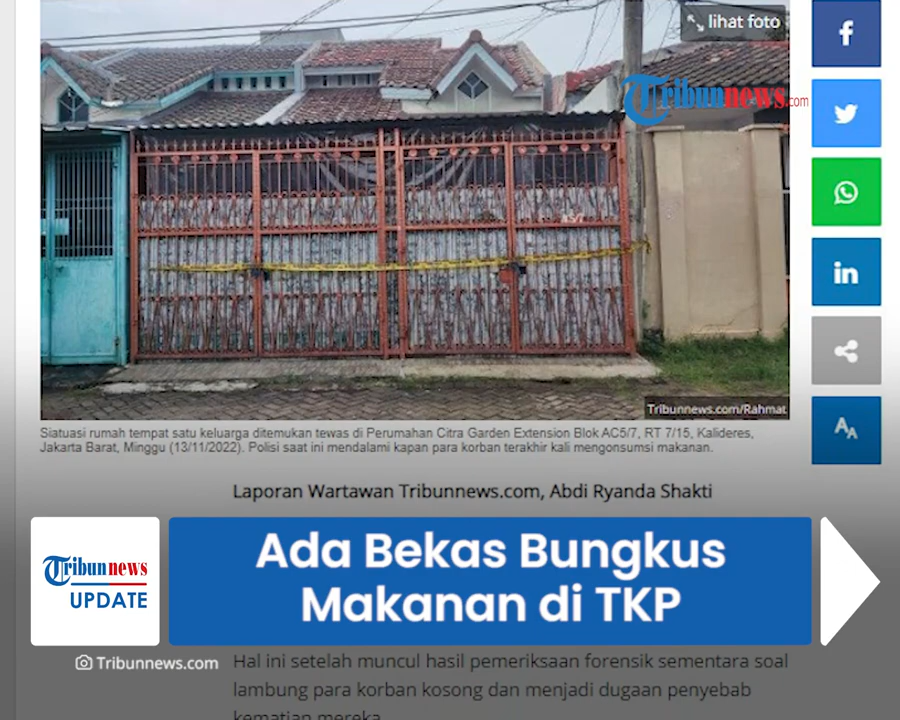 lihat foto
Tribunnews.com
Tribunnews.com/Rahmat
Siatuasi rumah tempat satu keluarga ditemukan tewas di Perumahan Citra Garden Extension Blok AC5/7, RT 7/15, Kalideres,
Jakarta Barat, Minggu (13/11/2022). Polisi saat ini mendalami kapan para korban terakhir kali mengonsumsi makanan.
Laporan Wartawan Tribunnews.com, Abdi Ryanda Shakti
Ada Bekas Bungkus
Makanan di TKP
Tribunnews
UPDATE
Tribunnews.com
Hal ini setelah muncul hasil pemeriksaan forensik sementara soal
lambung para korban kosong dan menjadi dugaan penyebab
kematian mereka
f
in
AA